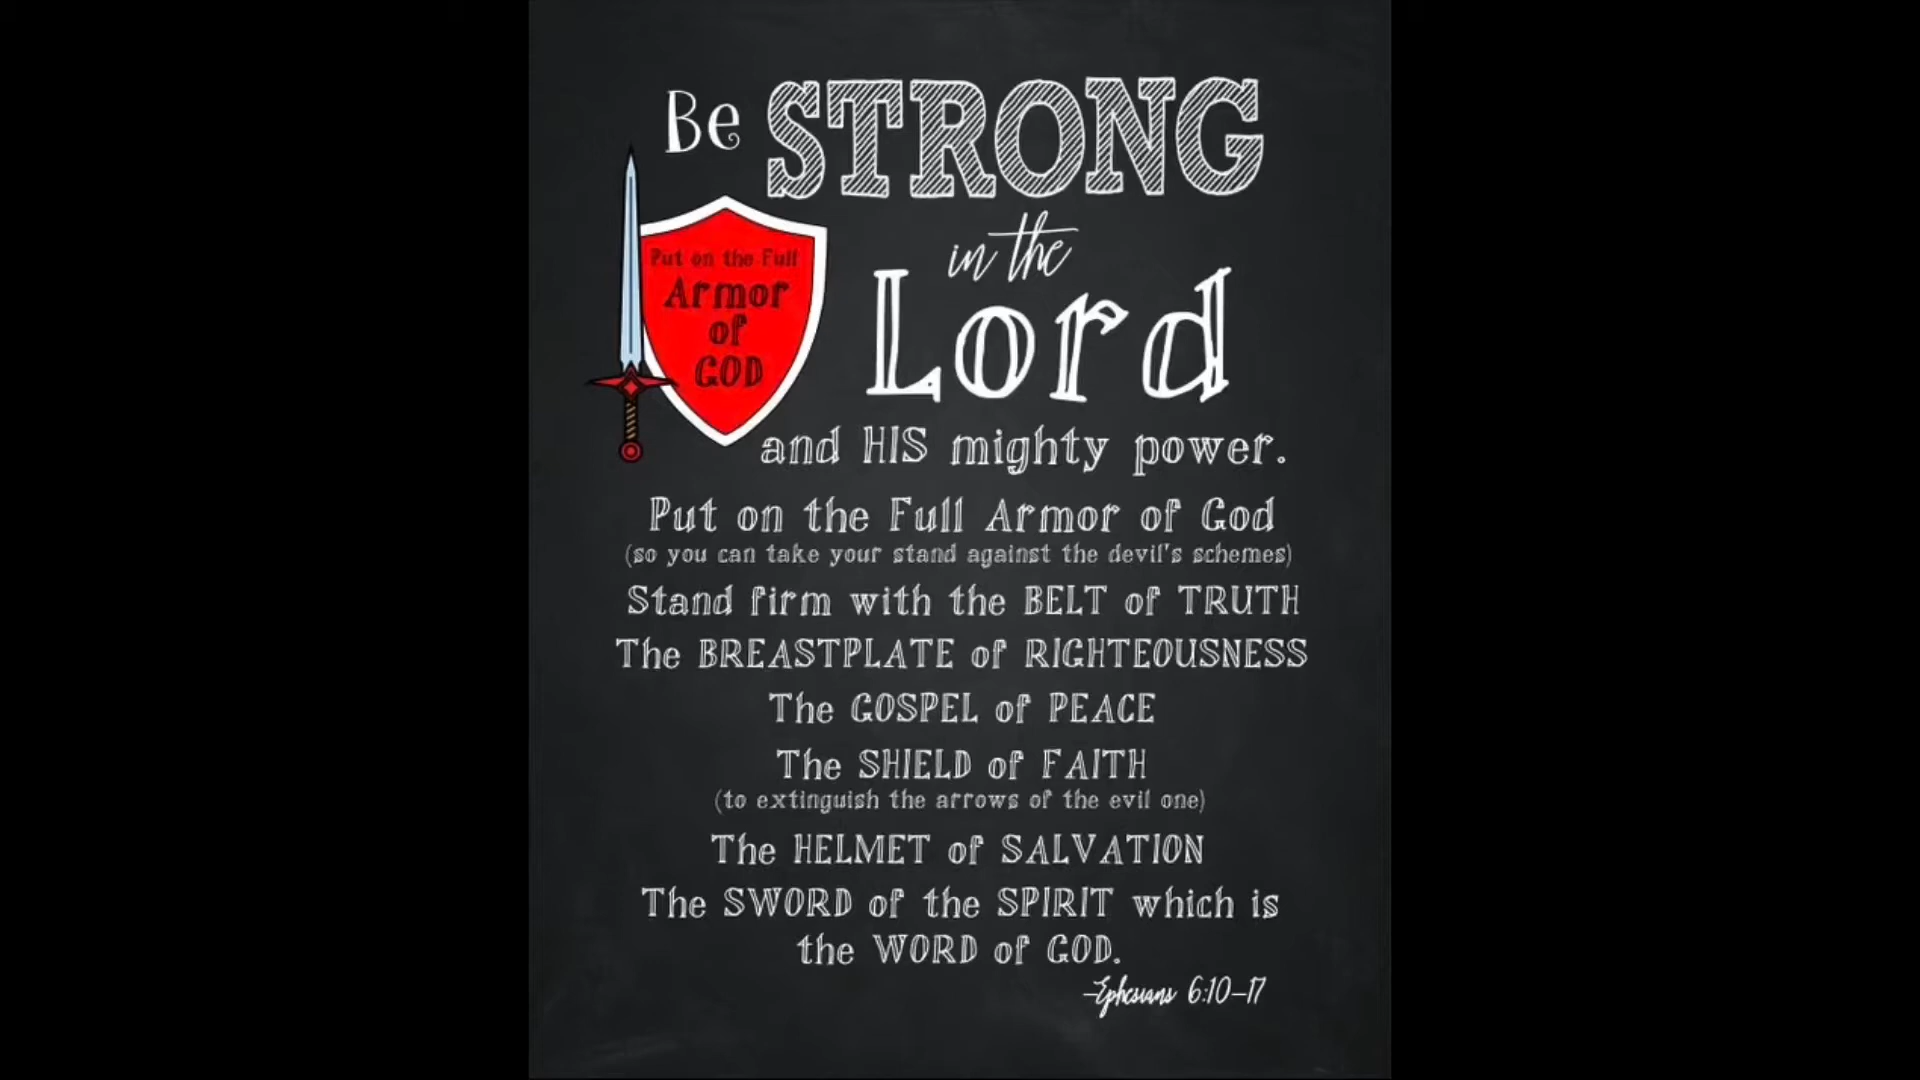 Be STRONG
in the
Lord
and HIS mighty power.
Put on the Full
Armor
of
GOD
Put on the Full Armor of God
(so you can take your stand against the devil's schemes)
Stand firm with the BELT of TRUTH
The BREASTPLATE of RIGHTEOUSNESS
The GOSPEL of PEACE
The SHIELD of FAITH
(to extinguish the arrows of the evil one)
The HELMET of SALVATION
The SWORD of the SPIRIT which is
the WORD of GOD.
-Ephesians 6:10-17